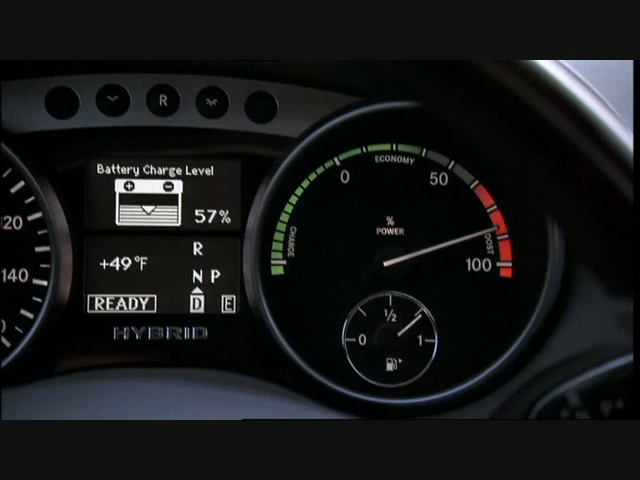 R
Battery Charge Level
57%
+49°F
R
N P
D E
READY
HYBRID
120
140
CHARGE
0
ECONOMY
50
BOOST
100
%
POWER
0
1/2
1